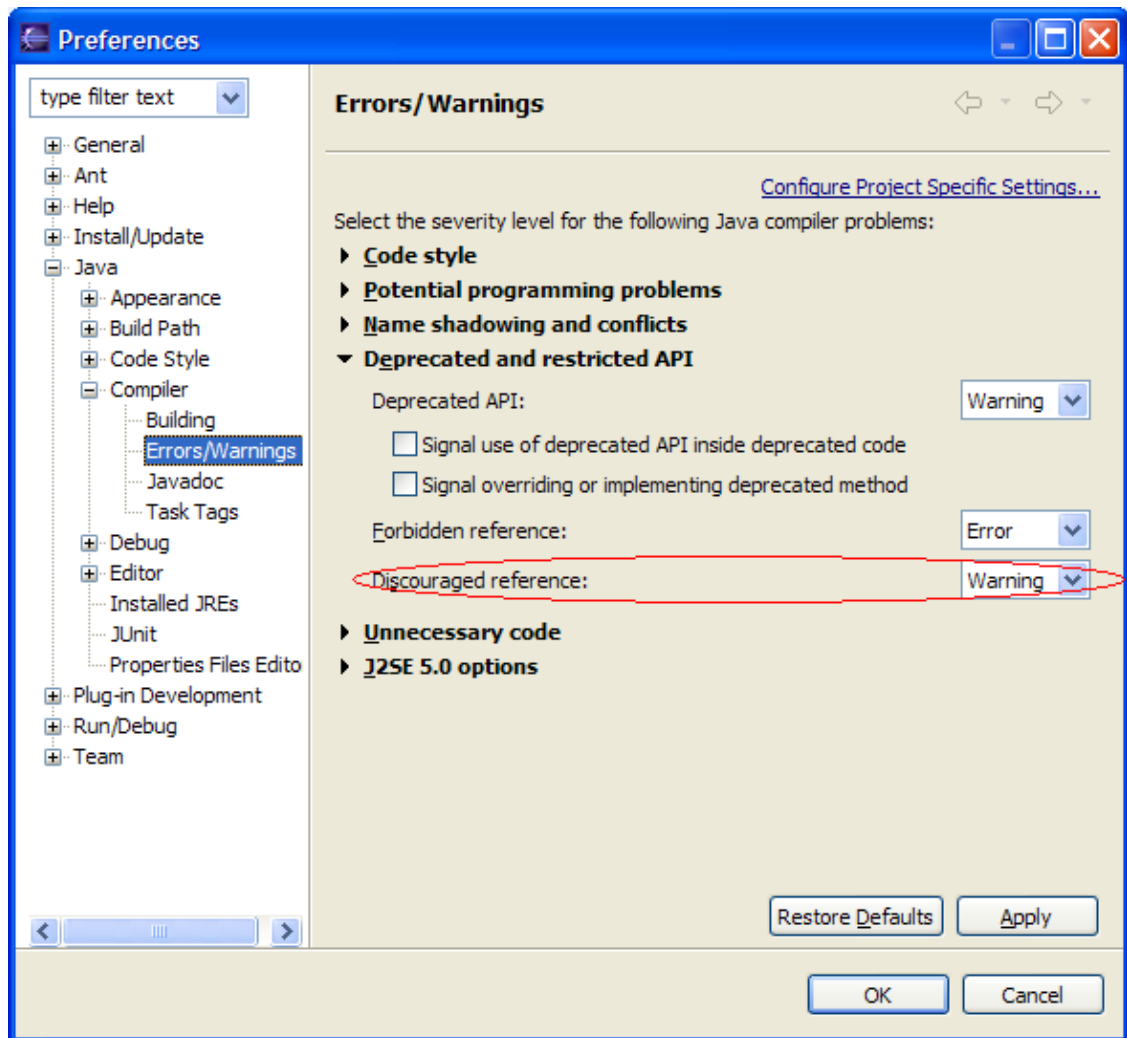 Preferences
type filter text
General
Ant
Help
Install/Update
Java
Appearance
Build Path
Code Style
Compiler
Building
Errors/Warnings
Javadoc
Task Tags
Debug
Editor
Installed JREs
JUnit
Properties Files Edito
Plug-in Development
Run/Debug
Team
Errors/Warnings
Configure Project Specific Settings...
Select the severity level for the following Java compiler problems:
Code style
Potential programming problems
Name shadowing and conflicts
Deprecated and restricted API
Deprecated API: Warning
Signal use of deprecated API inside deprecated code
Signal overriding or implementing deprecated method
Forbidden reference: Error
Discouraged reference: Warning
Unnecessary code
J2SE 5.0 options
Restore Defaults Apply
OK Cancel